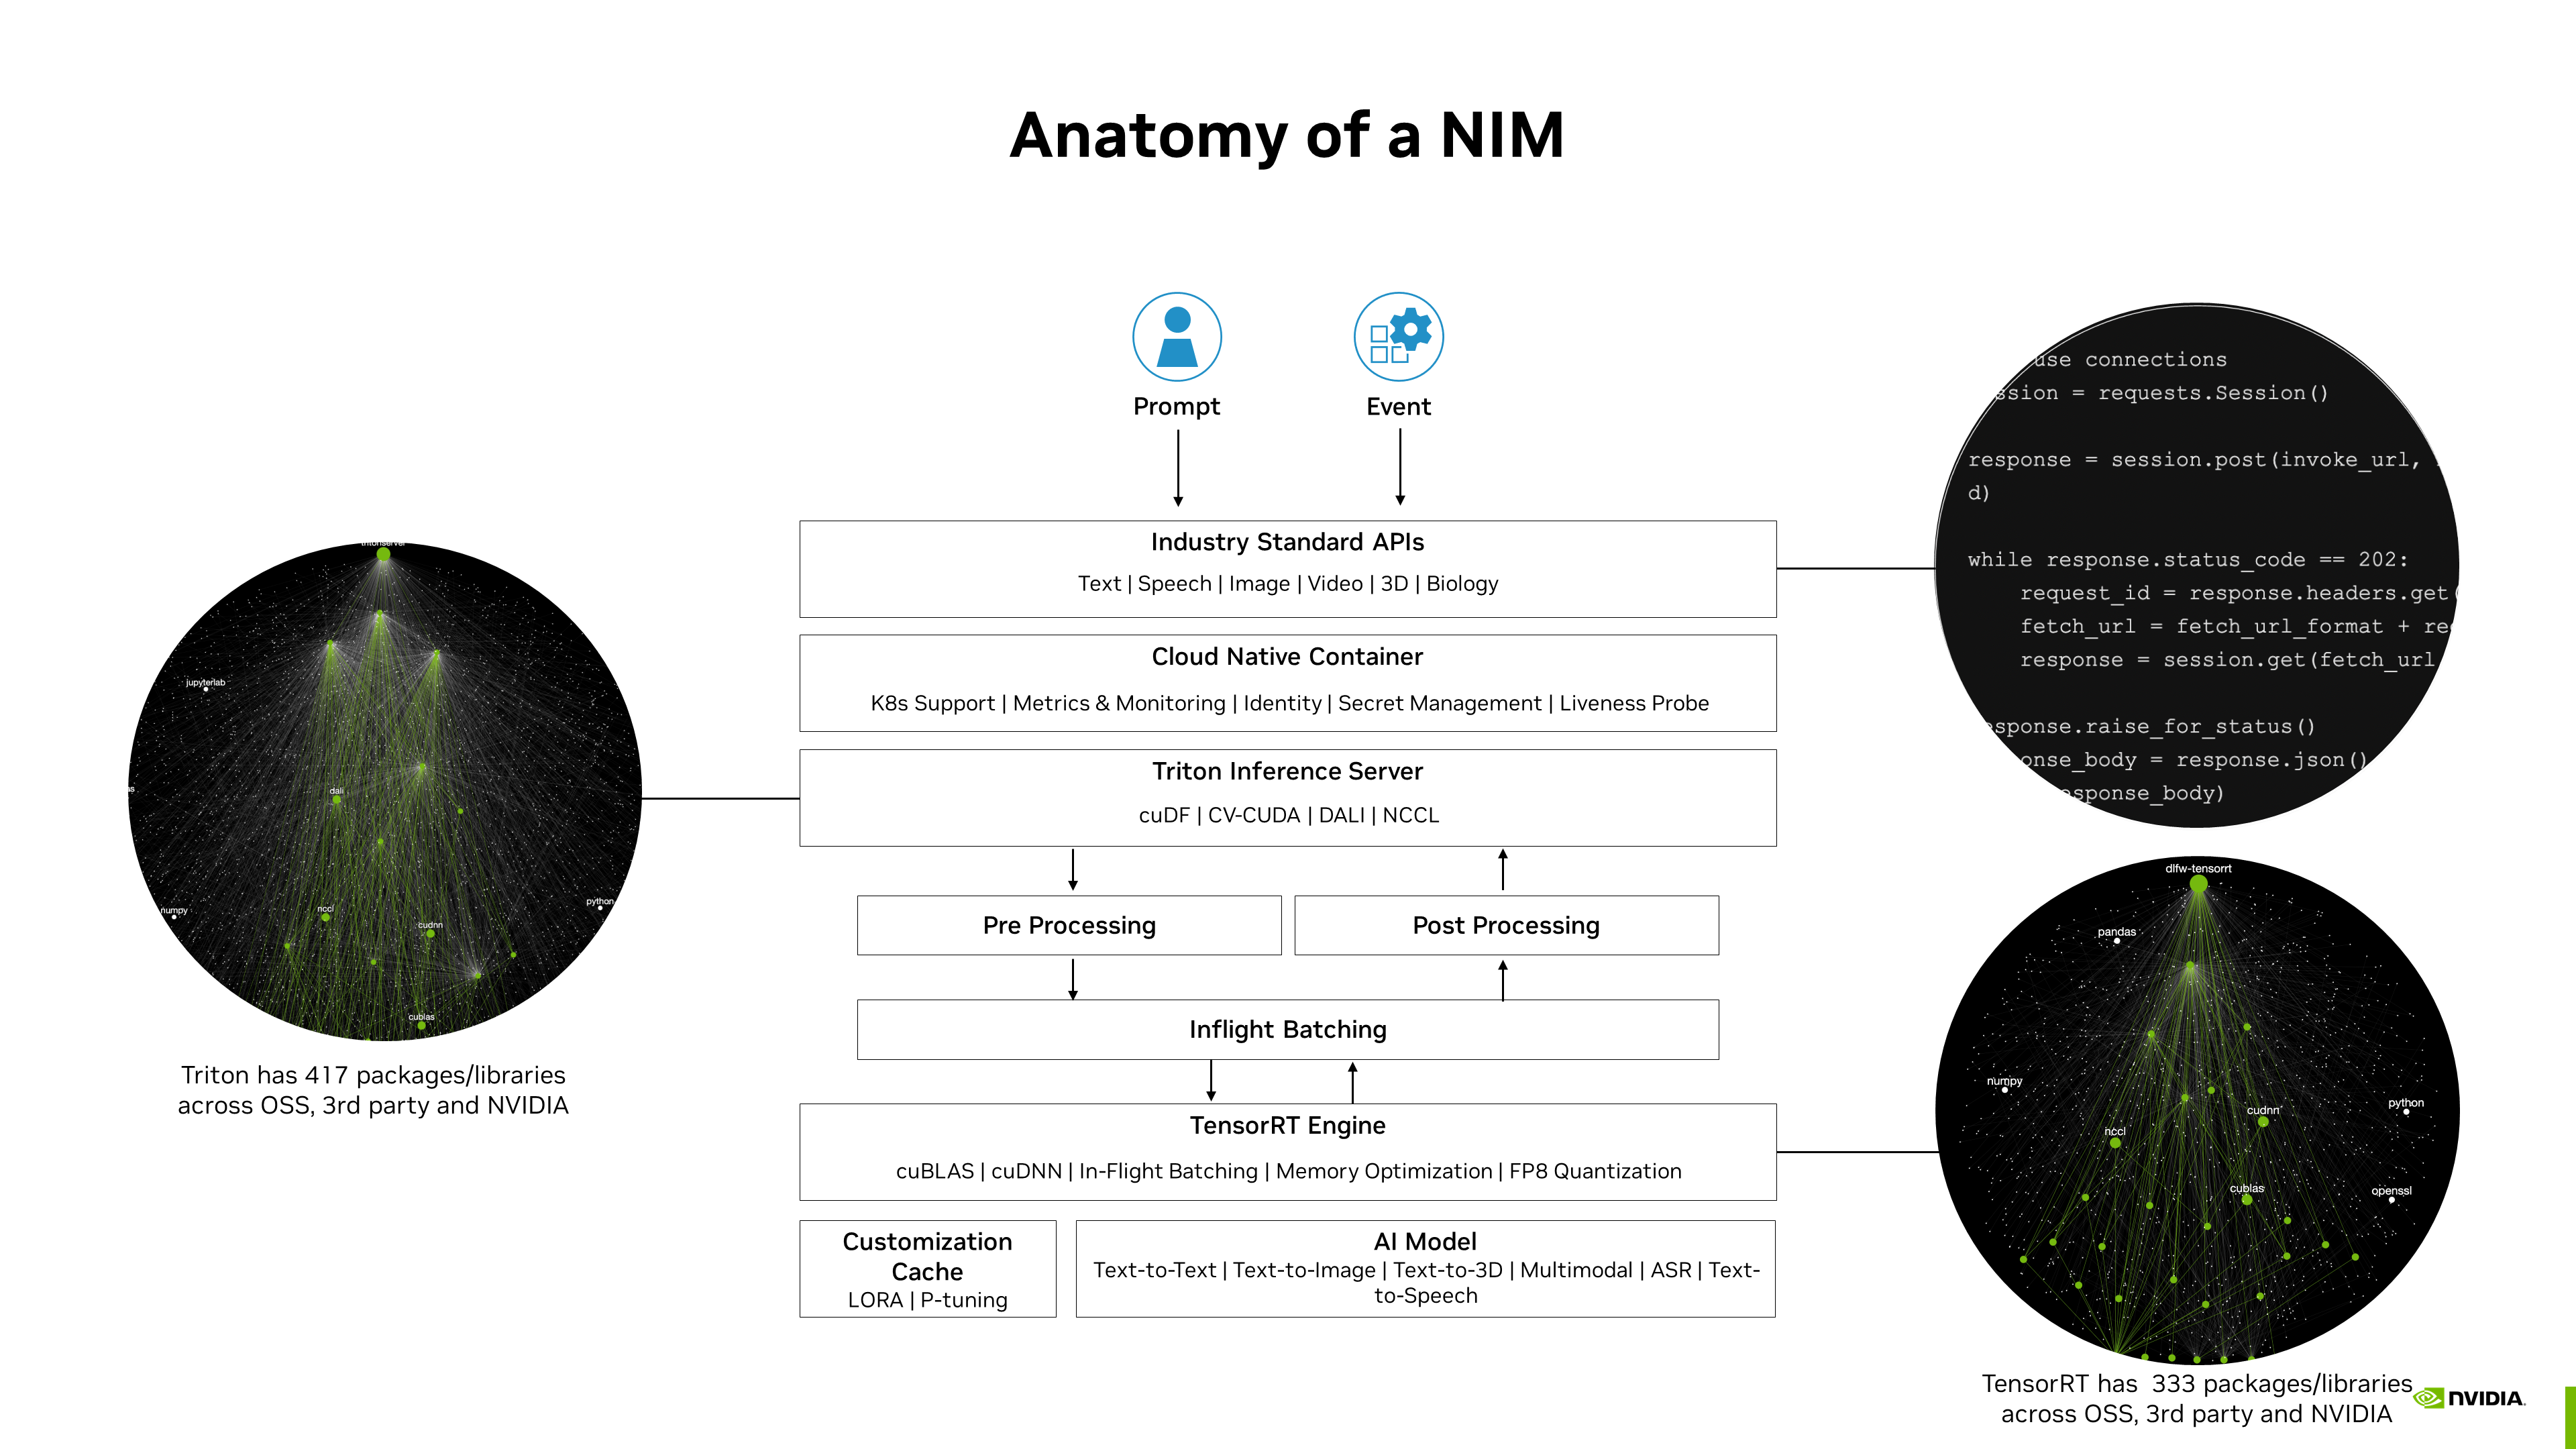 Anatomy of a NIM
Prompt
Event
Industry Standard APIs
Text | Speech | Image | Video | 3D | Biology
Cloud Native Container
K8s Support | Metrics & Monitoring | Identity | Secret Management | Liveness Probe
Triton Inference Server
cuDF | CV-CUDA | DALI | NCCL
Pre Processing
Post Processing
Inflight Batching
TensorRT Engine
cuBLAS | cuDNN | In-Flight Batching | Memory Optimization | FP8 Quantization
Customization
Cache
LORA | P-tuning
AI Model
Text-to-Text | Text-to-Image | Text-to-3D | Multimodal | ASR | Text-
to-Speech
jupyterlab
dali
nccl
numpy
cudnn
python
cublas
Triton has 417 packages/libraries
across OSS, 3rd party and NVIDIA
use connections
ssion = requests.Session()
response = session.post(invoke_url,
d)
while response.status_code == 202:
request_id = response.headers.get(
fetch_url = fetch_url_format + re
response = session.get(fetch_url
esponse.raise_for_status()
onse_body = response.json()
sponse_body)
dlfw-tensorrt
pandas
numpy
python
cudnn
nccl
cublas
openssl
TensorRT has  333 packages/libraries
across OSS, 3rd party and NVIDIA
NVIDIA.